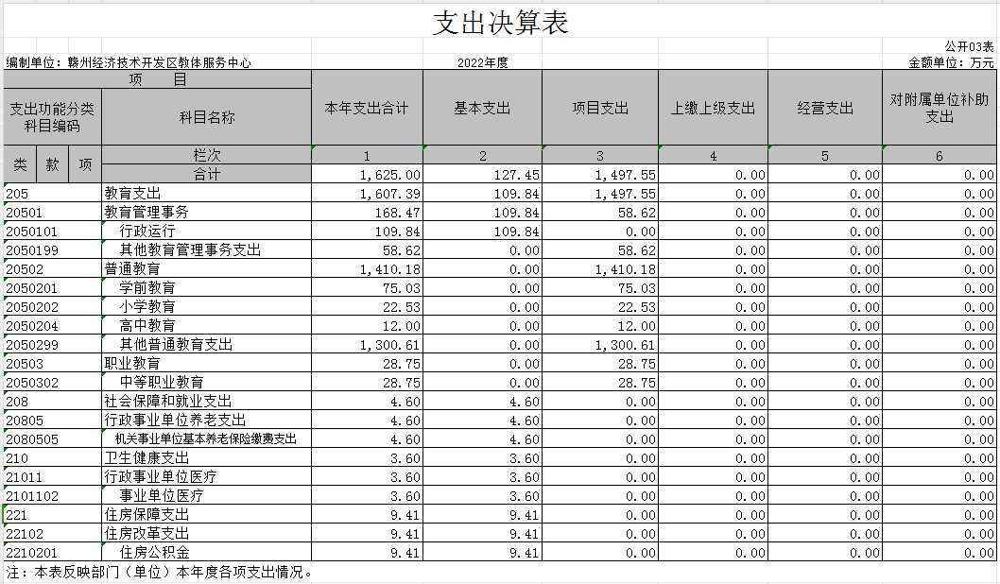 支出决算表
公开03表
编制单位：赣州经济技术开发区教体服务中心 2022年度 金额单位：万元
项 目 本年支出合计 基本支出 项目支出 上缴上级支出 经营支出 对附属单位补助支出
支出功能分类科目编码 科目名称
类 款 项 栏次 1 2 3 4 5 6
合计 1,625.00 127.45 1,497.55 0.00 0.00 0.00
205 教育支出 1,607.39 109.84 1,497.55 0.00 0.00 0.00
20501 教育管理事务 168.47 109.84 58.62 0.00 0.00 0.00
2050101 行政运行 109.84 109.84 0.00 0.00 0.00 0.00
2050199 其他教育管理事务支出 58.62 0.00 58.62 0.00 0.00 0.00
20502 普通教育 1,410.18 0.00 1,410.18 0.00 0.00 0.00
2050201 学前教育 75.03 0.00 75.03 0.00 0.00 0.00
2050202 小学教育 22.53 0.00 22.53 0.00 0.00 0.00
2050204 高中教育 12.00 0.00 12.00 0.00 0.00 0.00
2050299 其他普通教育支出 1,300.61 0.00 1,300.61 0.00 0.00 0.00
20503 职业教育 28.75 0.00 28.75 0.00 0.00 0.00
2050302 中等职业教育 28.75 0.00 28.75 0.00 0.00 0.00
208 社会保障和就业支出 4.60 4.60 0.00 0.00 0.00 0.00
20805 行政事业单位养老支出 4.60 4.60 0.00 0.00 0.00 0.00
2080505 机关事业单位基本养老保险缴费支出 4.60 4.60 0.00 0.00 0.00 0.00
210 卫生健康支出 3.60 3.60 0.00 0.00 0.00 0.00
21011 行政事业单位医疗 3.60 3.60 0.00 0.00 0.00 0.00
2101102 事业单位医疗 3.60 3.60 0.00 0.00 0.00 0.00
221 住房保障支出 9.41 9.41 0.00 0.00 0.00 0.00
22102 住房改革支出 9.41 9.41 0.00 0.00 0.00 0.00
2210201 住房公积金 9.41 9.41 0.00 0.00 0.00 0.00
注：本表反映部门（单位）本年度各项支出情况。